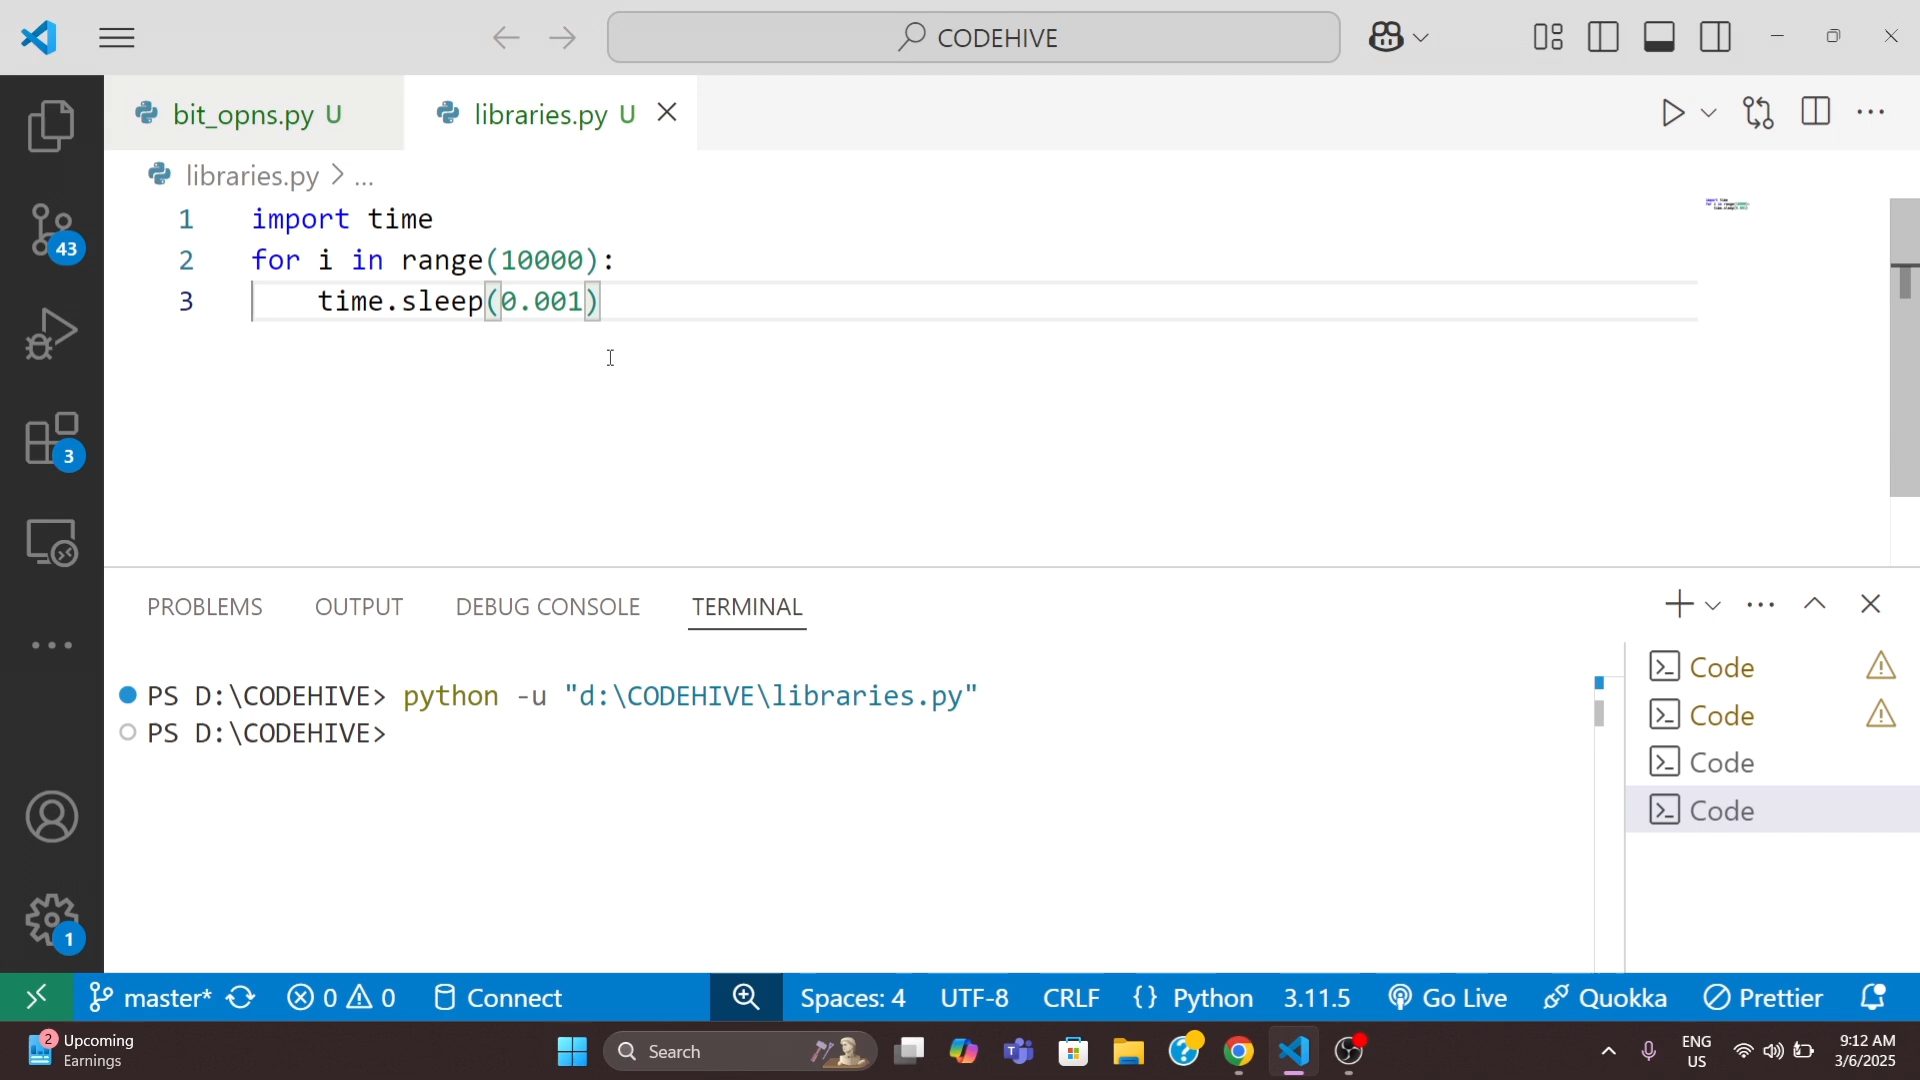 CODEHIVE
bit_opns.py U
libraries.py U
libraries.py > ...
1 import time
2 for i in range(10000):
3     time.sleep(0.001)
43
3
1
PROBLEMS OUTPUT DEBUG CONSOLE TERMINAL
PS D:\CODEHIVE> python -u "d:\CODEHIVE\libraries.py"
PS D:\CODEHIVE>
Code
Code
Code
Code
master* 0 0 Connect Spaces: 4 UTF-8 CRLF {} Python 3.11.5 Go Live Quokka Prettier
2
Upcoming
Earnings
Search
ENG
US
9:12 AM
3/6/2025